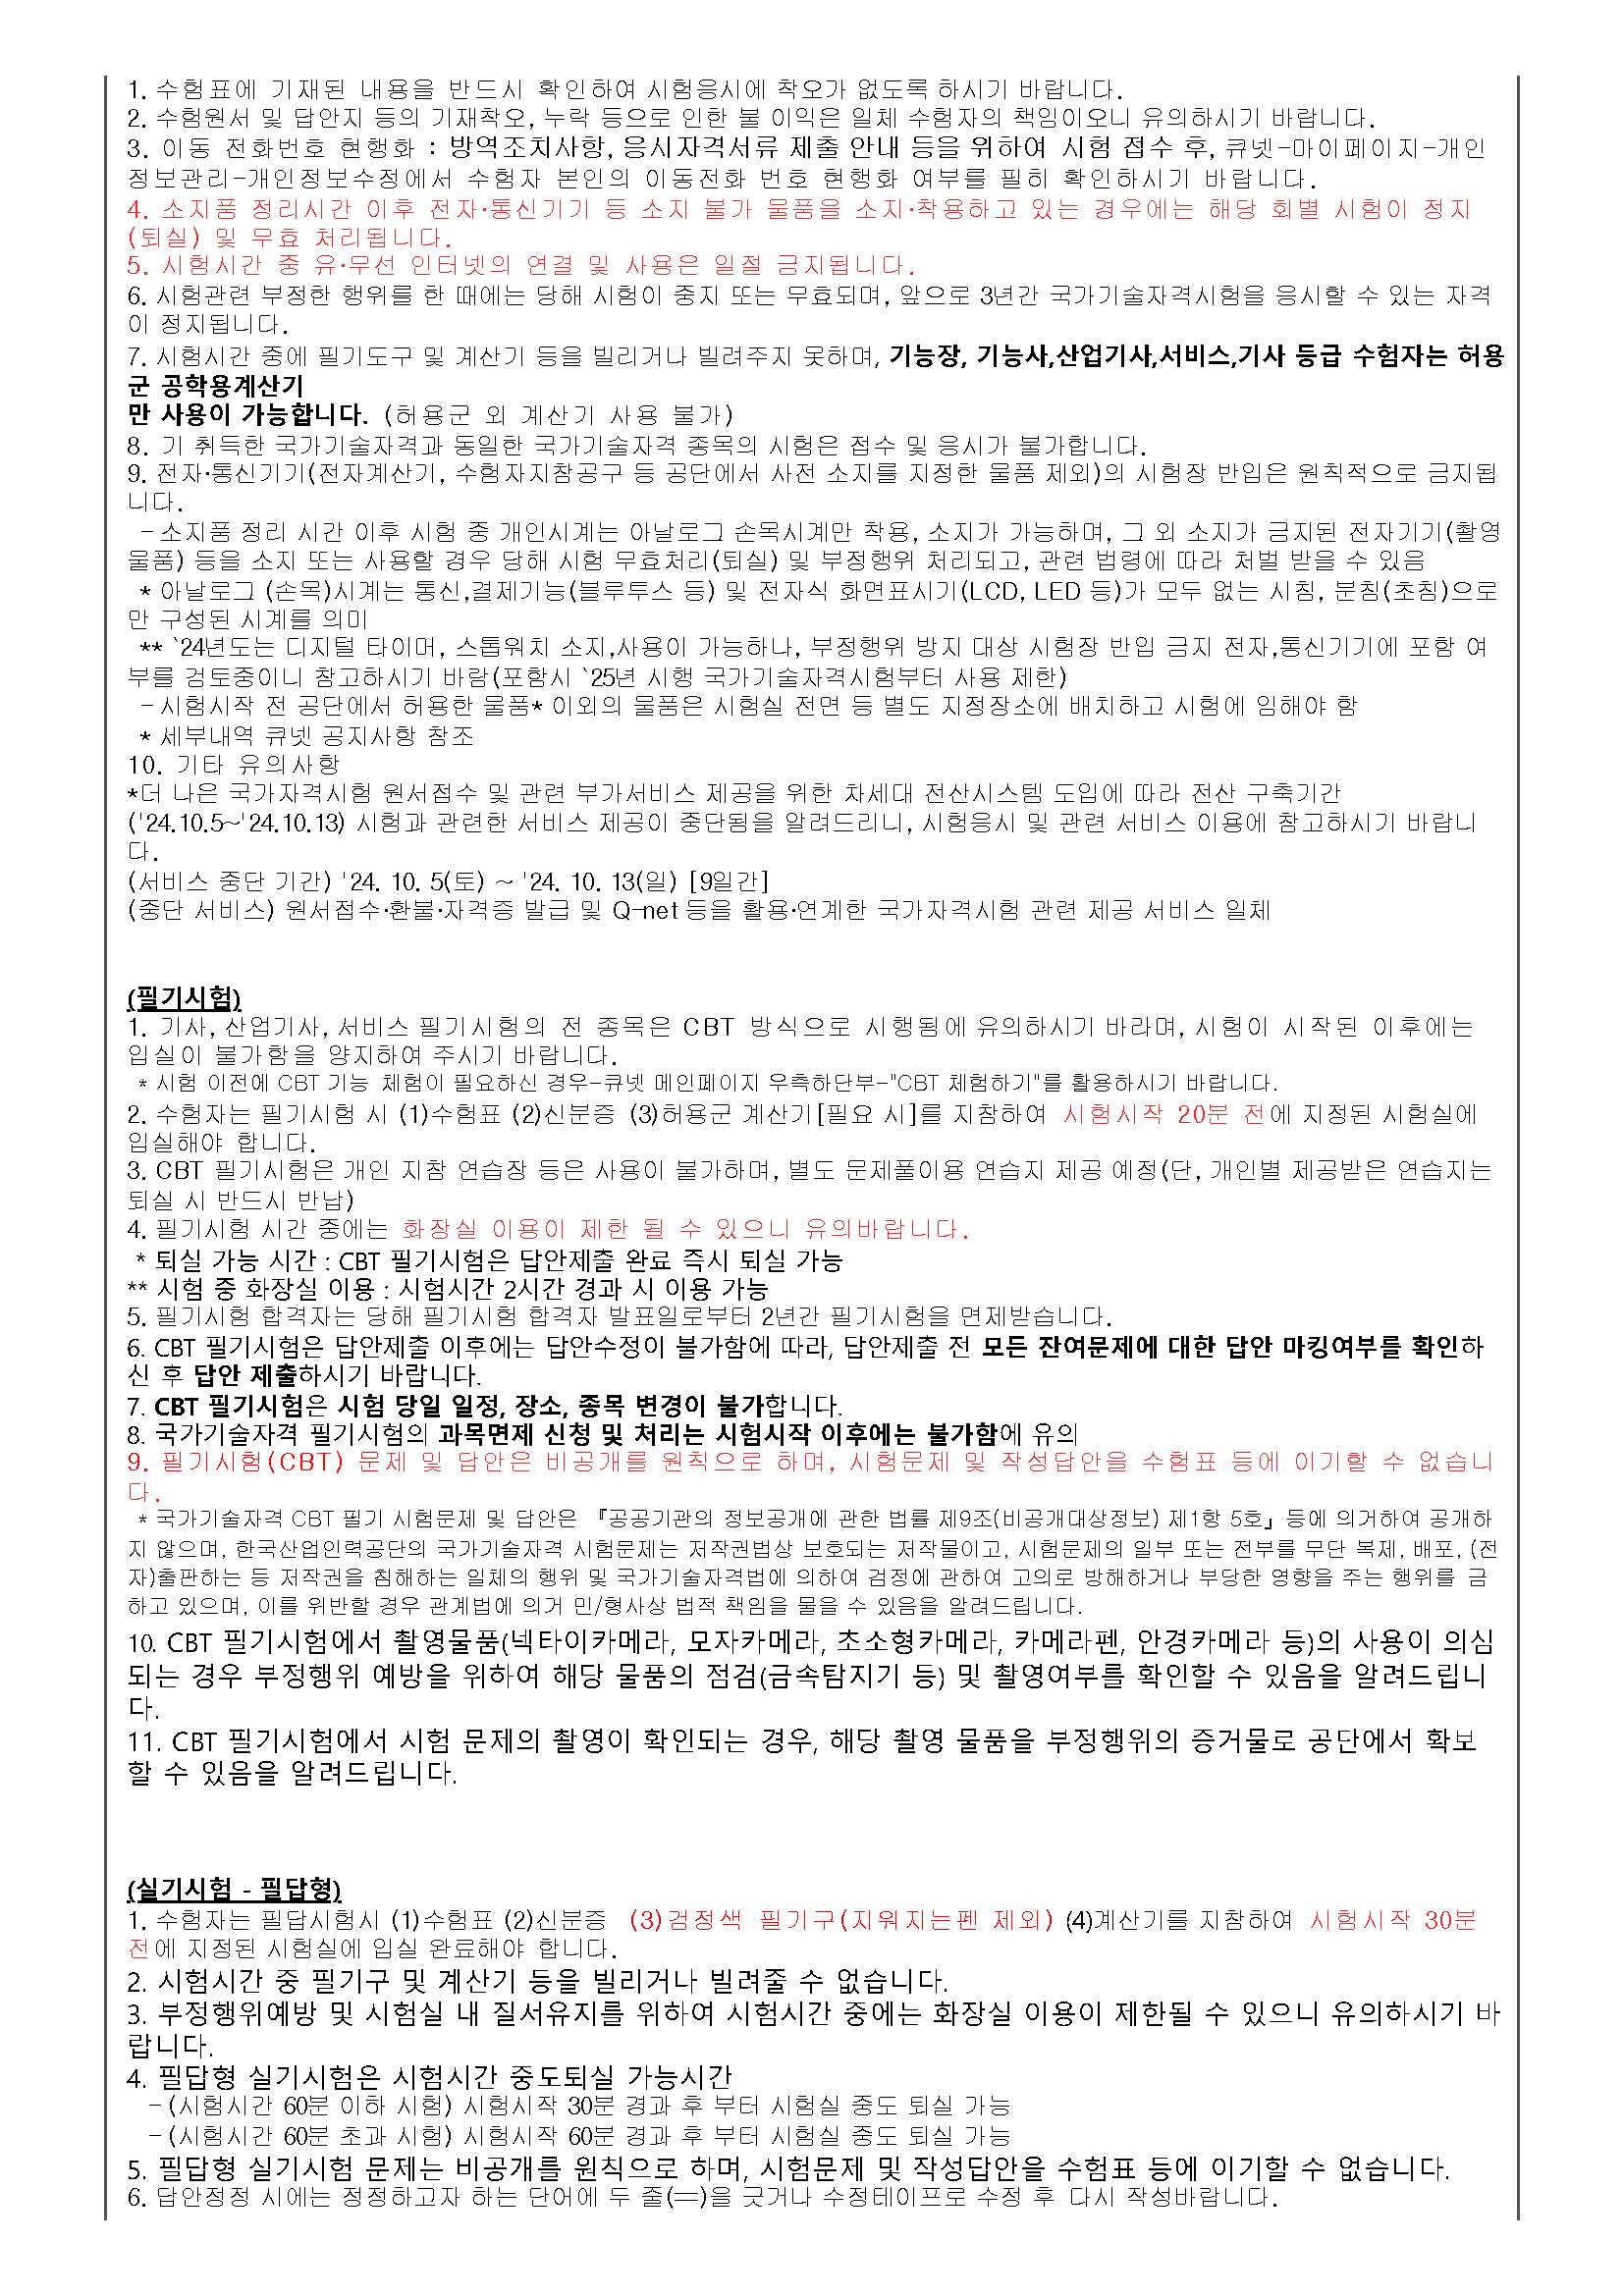 1. 수험표에 기재된 내용을 반드시 확인하여 시험응시에 착오가 없도록 하시기 바랍니다.
2. 수험원서 및 답안지 등의 기재착오, 누락 등으로 인한 불 이익은 일체 수험자의 책임이오니 유의하시기 바랍니다.
3. 이동 전화번호 현행화 : 방역조치사항, 응시자격서류 제출 안내 등을 위하여 시험 접수 후, 큐넷-마이페이지-개인
정보관리-개인정보수정에서 수험자 본인의 이동전화 번호 현행화 여부를 필히 확인하시기 바랍니다.
4. 소지품 정리시간 이후 전자·통신기기 등 소지 불가 물품을 소지·착용하고 있는 경우에는 해당 회별 시험이 정지
(퇴실) 및 무효 처리됩니다.
5. 시험시간 중 유·무선 인터넷의 연결 및 사용은 일절 금지됩니다.
6. 시험관련 부정한 행위를 한 때에는 당해 시험이 중지 또는 무효되며, 앞으로 3년간 국가기술자격시험을 응시할 수 있는 자격
이 정지됩니다.
7. 시험시간 중에 필기도구 및 계산기 등을 빌리거나 빌려주지 못하며, 기능장, 기능사,산업기사,서비스,기사 등급 수험자는 허용
군 공학용계산기
만 사용이 가능합니다. (허용군 외 계산기 사용 불가)
8. 기 취득한 국가기술자격과 동일한 국가기술자격 종목의 시험은 접수 및 응시가 불가합니다.
9. 전자·통신기기(전자계산기, 수험자지참공구 등 공단에서 사전 소지를 지정한 물품 제외)의 시험장 반입은 원칙적으로 금지됩
니다.
- 소지품 정리 시간 이후 시험 중 개인시계는 아날로그 손목시계만 착용, 소지가 가능하며, 그 외 소지가 금지된 전자기기(촬영
물품) 등을 소지 또는 사용할 경우 당해 시험 무효처리(퇴실) 및 부정행위 처리되고, 관련 법령에 따라 처벌 받을 수 있음
* 아날로그 (손목)시계는 통신,결제기능(블루투스 등) 및 전자식 화면표시기(LCD, LED 등)가 모두 없는 시침, 분침(초침)으로
만 구성된 시계를 의미
** `24년도는 디지털 타이머, 스톱워치 소지,사용이 가능하나, 부정행위 방지 대상 시험장 반입 금지 전자,통신기기에 포함 여
부를 검토중이니 참고하시기 바람(포함시 `25년 시행 국가기술자격시험부터 사용 제한)
- 시험시작 전 공단에서 허용한 물품* 이외의 물품은 시험실 전면 등 별도 지정장소에 배치하고 시험에 임해야 함
* 세부내역 큐넷 공지사항 참조
10. 기타 유의사항
*더 나은 국가자격시험 원서접수 및 관련 부가서비스 제공을 위한 차세대 전산시스템 도입에 따라 전산 구축기간
('24.10.5~'24.10.13) 시험과 관련한 서비스 제공이 중단됨을 알려드리니, 시험응시 및 관련 서비스 이용에 참고하시기 바랍니
다.
(서비스 중단 기간) '24. 10. 5(토) ~ '24. 10. 13(일) [9일간]
(중단 서비스) 원서접수·환불·자격증 발급 및 Q-net 등을 활용·연계한 국가자격시험 관련 제공 서비스 일체
(필기시험)
1. 기사, 산업기사, 서비스 필기시험의 전 종목은 CBT 방식으로 시행됨에 유의하시기 바라며, 시험이 시작된 이후에는
입실이 불가함을 양지하여 주시기 바랍니다.
* 시험 이전에 CBT 기능 체험이 필요하신 경우-큐넷 메인페이지 우측하단부-"CBT 체험하기"를 활용하시기 바랍니다.
2. 수험자는 필기시험 시 (1)수험표 (2)신분증 (3)허용군 계산기[필요 시]를 지참하여 시험시작 20분 전에 지정된 시험실에
입실해야 합니다.
3. CBT 필기시험은 개인 지참 연습장 등은 사용이 불가하며, 별도 문제풀이용 연습지 제공 예정(단, 개인별 제공받은 연습지는
퇴실 시 반드시 반납)
4. 필기시험 시간 중에는 화장실 이용이 제한 될 수 있으니 유의바랍니다.
* 퇴실 가능 시간 : CBT 필기시험은 답안제출 완료 즉시 퇴실 가능
** 시험 중 화장실 이용 : 시험시간 2시간 경과 시 이용 가능
5. 필기시험 합격자는 당해 필기시험 합격자 발표일로부터 2년간 필기시험을 면제받습니다.
6. CBT 필기시험은 답안제출 이후에는 답안수정이 불가함에 따라, 답안제출 전 모든 잔여문제에 대한 답안 마킹여부를 확인하
신 후 답안 제출하시기 바랍니다.
7. CBT 필기시험은 시험 당일 일정, 장소, 종목 변경이 불가합니다.
8. 국가기술자격 필기시험의 과목면제 신청 및 처리는 시험시작 이후에는 불가함에 유의
9. 필기시험(CBT) 문제 및 답안은 비공개를 원칙으로 하며, 시험문제 및 작성답안을 수험표 등에 이기할 수 없습니
다.
* 국가기술자격 CBT 필기 시험문제 및 답안은 『공공기관의 정보공개에 관한 법률 제9조(비공개대상정보) 제1항 5호』등에 의거하여 공개하
지 않으며, 한국산업인력공단의 국가기술자격 시험문제는 저작권법상 보호되는 저작물이고, 시험문제의 일부 또는 전부를 무단 복제, 배포, (전
자)출판하는 등 저작권을 침해하는 일체의 행위 및 국가기술자격법에 의하여 검정에 관하여 고의로 방해하거나 부당한 영향을 주는 행위를 금
하고 있으며, 이를 위반할 경우 관계법에 의거 민/형사상 법적 책임을 물을 수 있음을 알려드립니다.
10. CBT 필기시험에서 촬영물품(넥타이카메라, 모자카메라, 초소형카메라, 카메라펜, 안경카메라 등)의 사용이 의심
되는 경우 부정행위 예방을 위하여 해당 물품의 점검(금속탐지기 등) 및 촬영여부를 확인할 수 있음을 알려드립니
다.
11. CBT 필기시험에서 시험 문제의 촬영이 확인되는 경우, 해당 촬영 물품을 부정행위의 증거물로 공단에서 확보
할 수 있음을 알려드립니다.
(실기시험 - 필답형)
1. 수험자는 필답시험시 (1)수험표 (2)신분증 (3)검정색 필기구(지워지는펜 제외) (4)계산기를 지참하여 시험시작 30분
전에 지정된 시험실에 입실 완료해야 합니다.
2. 시험시간 중 필기구 및 계산기 등을 빌리거나 빌려줄 수 없습니다.
3. 부정행위예방 및 시험실 내 질서유지를 위하여 시험시간 중에는 화장실 이용이 제한될 수 있으니 유의하시기 바
랍니다.
4. 필답형 실기시험은 시험시간 중도퇴실 가능시간
- (시험시간 60분 이하 시험) 시험시작 30분 경과 후 부터 시험실 중도 퇴실 가능
- (시험시간 60분 초과 시험) 시험시작 60분 경과 후 부터 시험실 중도 퇴실 가능
5. 필답형 실기시험 문제는 비공개를 원칙으로 하며, 시험문제 및 작성답안을 수험표 등에 이기할 수 없습니다.
6. 답안정정 시에는 정정하고자 하는 단어에 두 줄(=)을 긋거나 수정테이프로 수정 후 다시 작성바랍니다.